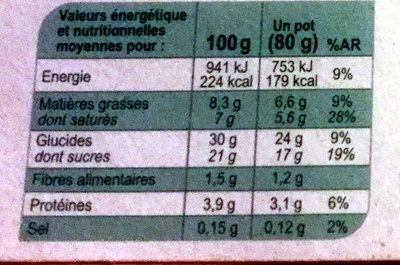 Valeurs énergétique
et nutritionnelles
moyennes pour : 100 g Un pot (80 g) %AR
Energie 941 kJ 753 kJ 9%
224 kcal 179 kcal
Matières grasses 8,3 g 6,6 g 9%
dont saturés 7 g 5,6 g 28%
Glucides 30 g 24 g 9%
dont sucres 21 g 17 g 19%
Fibres alimentaires 1,5 g 1,2 g
Protéines 3,9 g 3,1 g 6%
Sel 0,15 g 0,12 g 2%